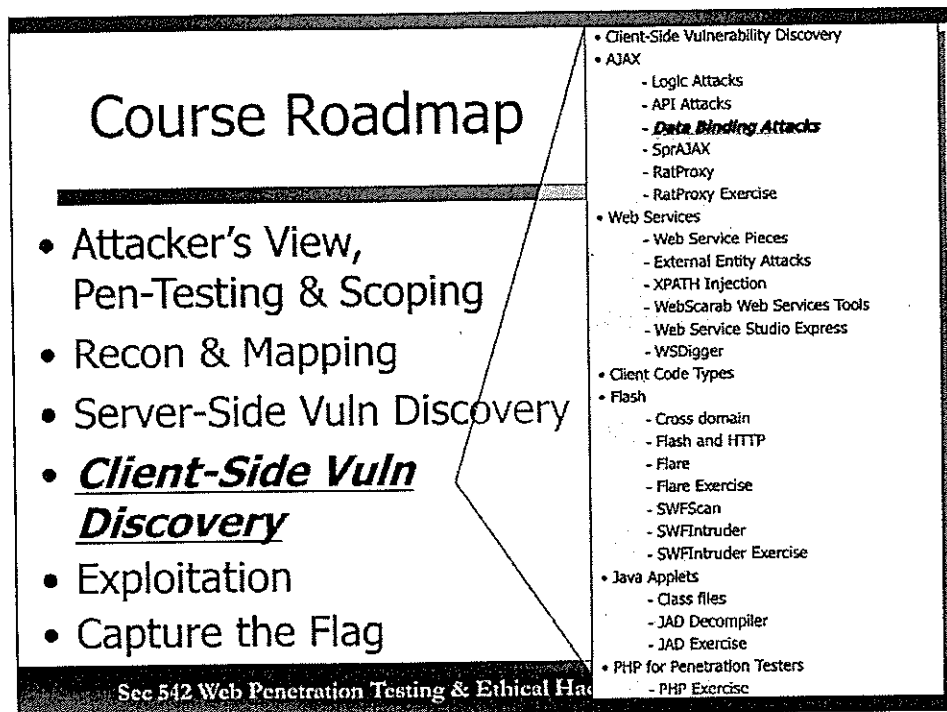 Course Roadmap
• Attacker's View,
Pen-Testing & Scoping
• Recon & Mapping
• Server-Side Vuln Discovery
• Client-Side Vuln
Discovery
• Exploitation
• Capture the Flag
Sec 542 Web Penetration Testing & Ethical Ha
• Client-Side Vulnerability Discovery
• AJAX
- Logic Attacks
- API Attacks
- Data Binding Attacks
- SprAJAX
- RatProxy
- RatProxy Exercise
• Web Services
- Web Service Pieces
- External Entity Attacks
- XPATH Injection
- WebScarab Web Services Tools
- Web Service Studio Express
- WSDigger
• Client Code Types
• Flash
- Cross domain
- Flash and HTTP
- Flare
- Flare Exercise
- SWFScan
- SWFIntruder
- SWFIntruder Exercise
• Java Applets
- Class files
- JAD Decompiler
- JAD Exercise
• PHP for Penetration Testers
- PHP Exercise